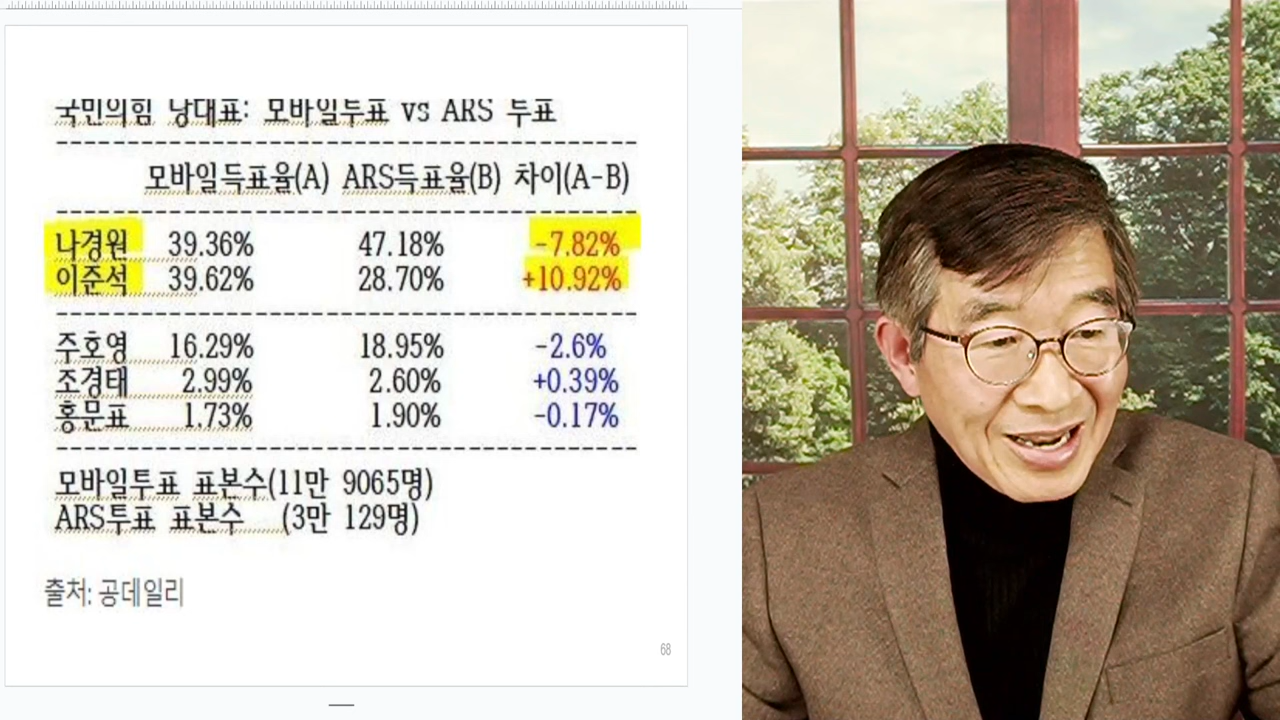 국민의힘 당대표: 모바일투표 vs ARS 투표
모바일득표율(A) ARS득표율(B) 차이(A-B)
나경원 39.36% 47.18% -7.82%
이준석 39.62% 28.70% +10.92%
주호영 16.29% 18.95% -2.6%
조경태 2.99% 2.60% +0.39%
홍문표 1.73% 1.90% -0.17%
모바일투표 표본수(11만 9065명)
ARS투표 표본수 (3만 129명)
출처: 공데일리
68